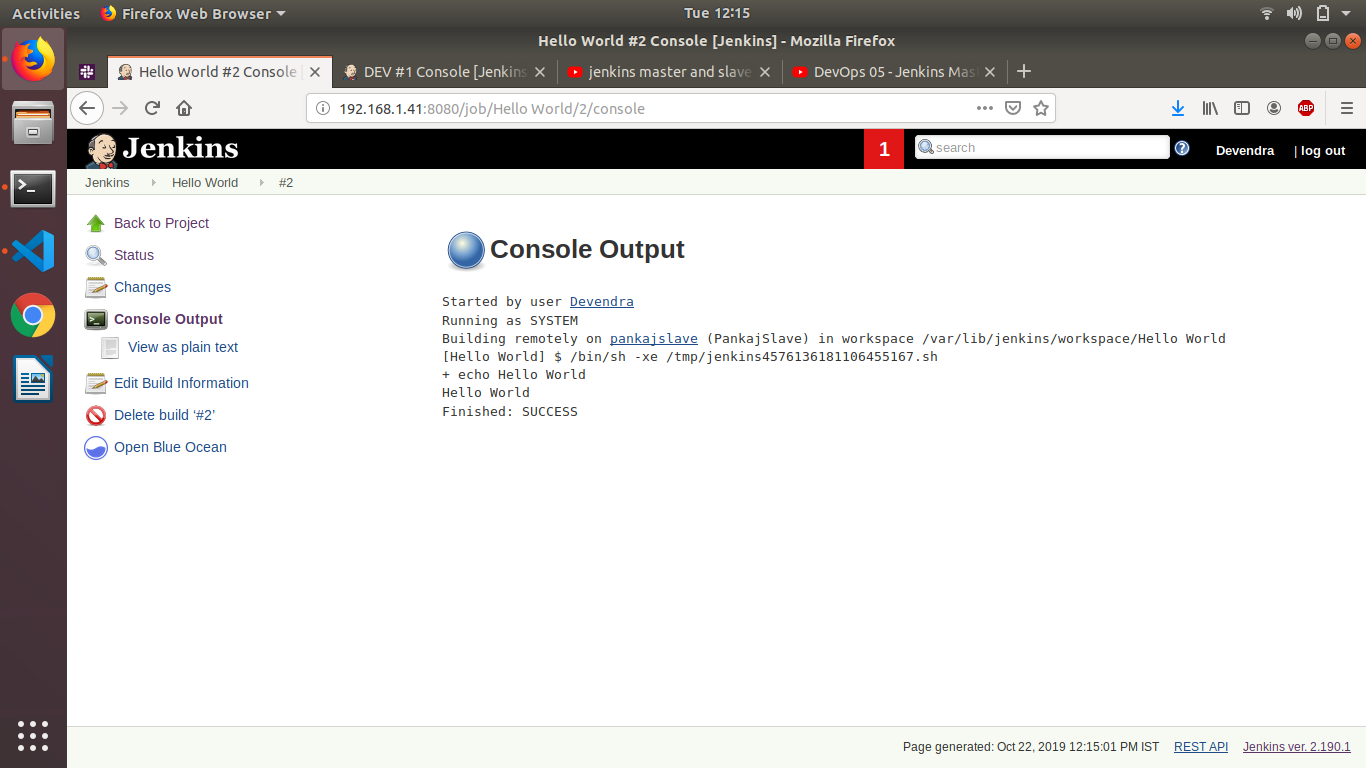 Activities Firefox Web Browser Tue 12:15
Hello World #2 Console [Jenkins] - Mozilla Firefox
Hello World #2 Console [ DEV #1 Console [Jenkins jenkins master and slave DevOps 05 - Jenkins Mas
192.168.1.41:8080/job/Hello World/2/console ABP
Jenkins 1 search Devendra | log out
Jenkins Hello World #2
Back to Project
Status
Changes
Console Output
View as plain text
Edit Build Information
Delete build ‘#2’
Open Blue Ocean
Console Output
Started by user Devendra
Running as SYSTEM
Building remotely on pankajslave (PankajSlave) in workspace /var/lib/jenkins/workspace/Hello World
[Hello World] $ /bin/sh -xe /tmp/jenkins4576136181106455167.sh
+ echo Hello World
Hello World
Finished: SUCCESS
Page generated: Oct 22, 2019 12:15:01 PM IST REST API Jenkins ver. 2.190.1